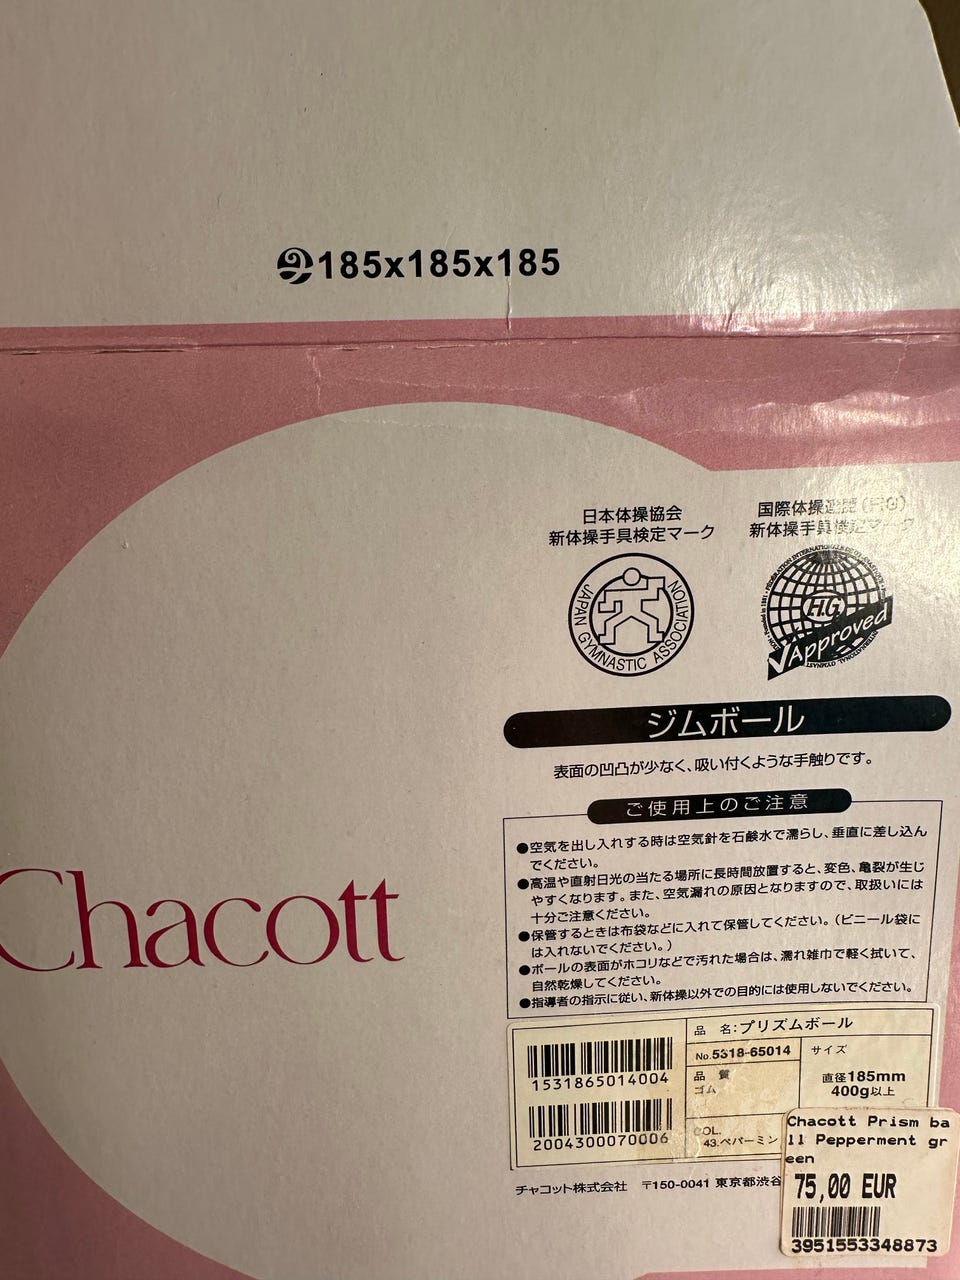 185x185x185
日本体操協会
新体操手具検定マーク
JAPAN GYMNASTIC ASSOCIATION
国際体操連盟(FIG)
新体操手具検定マーク
H.G.
Approved
ジムボール
表面の凹凸が少なく、吸い付くような手触りです。
ご使用上のご注意
●空気を出し入れする時は空気針を石鹸水で濡らし、垂直に差し込ん
でください。
●高温や直射日光の当たる場所に長時間放置すると、変色、亀裂が生じ
やすくなります。また、空気漏れの原因となりますので、取扱いには
十分ご注意ください。
●保管するときは布袋などに入れて保管してください。(ビニール袋に
は入れないでください。)
●ボールの表面がホコリなどで汚れた場合は、濡れ雑巾で軽く拭いて、
自然乾燥してください。
●指導者の指示に従い、新体操以外での目的には使用しないでください。
Chacott
1531865014004
2004300070006
品 名:プリズムボール
No.5318-65014
サイズ
品 質
ゴム
直径185mm
400g以上
COL.
43.ペパーミン
チャコット株式会社 〒150-0041 東京都渋谷
Chacott Prism ba
ll Pepperment gr
een
75,00 EUR
3951553348873